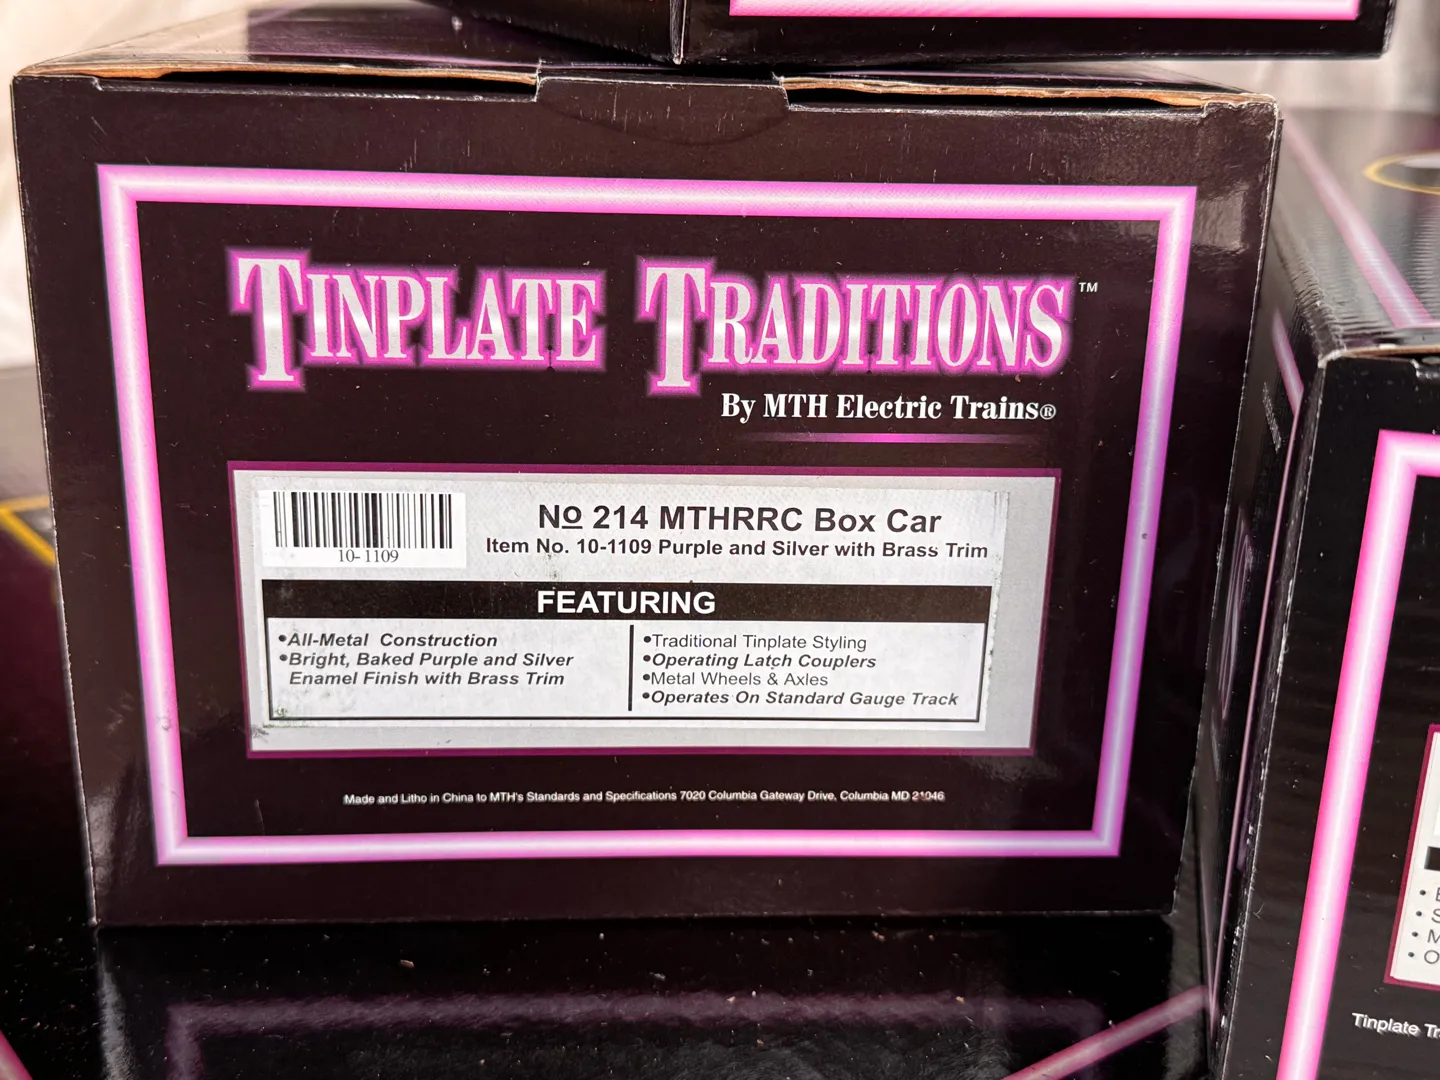 TINPLATE TRADITIONS™
By MTH Electric Trains®
10-1109
No 214 MTHRRC Box Car
Item No. 10-1109 Purple and Silver with Brass Trim
FEATURING
•All-Metal Construction
•Bright, Baked Purple and Silver
Enamel Finish with Brass Trim
•Traditional Tinplate Styling
•Operating Latch Couplers
•Metal Wheels & Axles
•Operates On Standard Gauge Track
Made and Litho in China to MTH's Standards and Specifications 7020 Columbia Gateway Drive, Columbia MD 21046
Tinplate